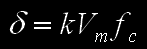 δ = kV_m f_c